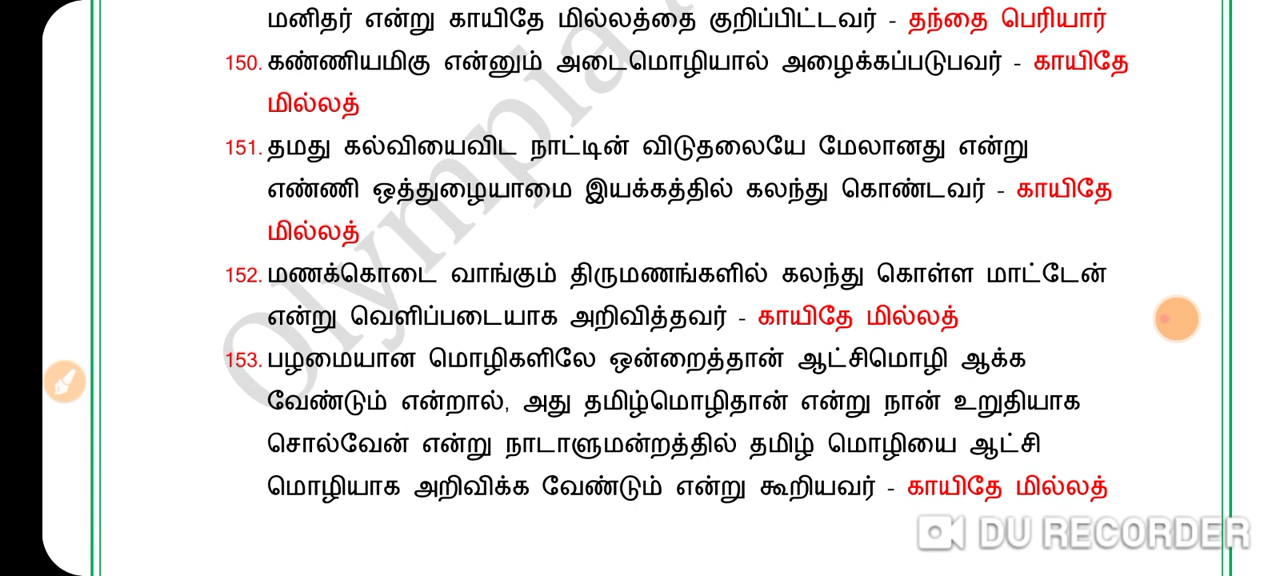 மனிதர் என்று காயிதே மில்லத்தை குறிப்பிட்டவர் - தந்தை பெரியார்
150. கண்ணியமிகு என்னும் அடைமொழியால் அழைக்கப்படுபவர் - காயிதே
மில்லத்
151. தமது கல்வியைவிட நாட்டின் விடுதலையே மேலானது என்று
எண்ணி ஒத்துழையாமை இயக்கத்தில் கலந்து கொண்டவர் - காயிதே
மில்லத்
152. மணக்கொடை வாங்கும் திருமணங்களில் கலந்து கொள்ள மாட்டேன்
என்று வெளிப்படையாக அறிவித்தவர் - காயிதே மில்லத்
153. பழமையான மொழிகளிலே ஒன்றைத்தான் ஆட்சிமொழி ஆக்க
வேண்டும் என்றால், அது தமிழ்மொழிதான் என்று நான் உறுதியாக
சொல்வேன் என்று நாடாளுமன்றத்தில் தமிழ் மொழியை ஆட்சி
மொழியாக அறிவிக்க வேண்டும் என்று கூறியவர் - காயிதே மில்லத்
Olympia
DU RECORDER